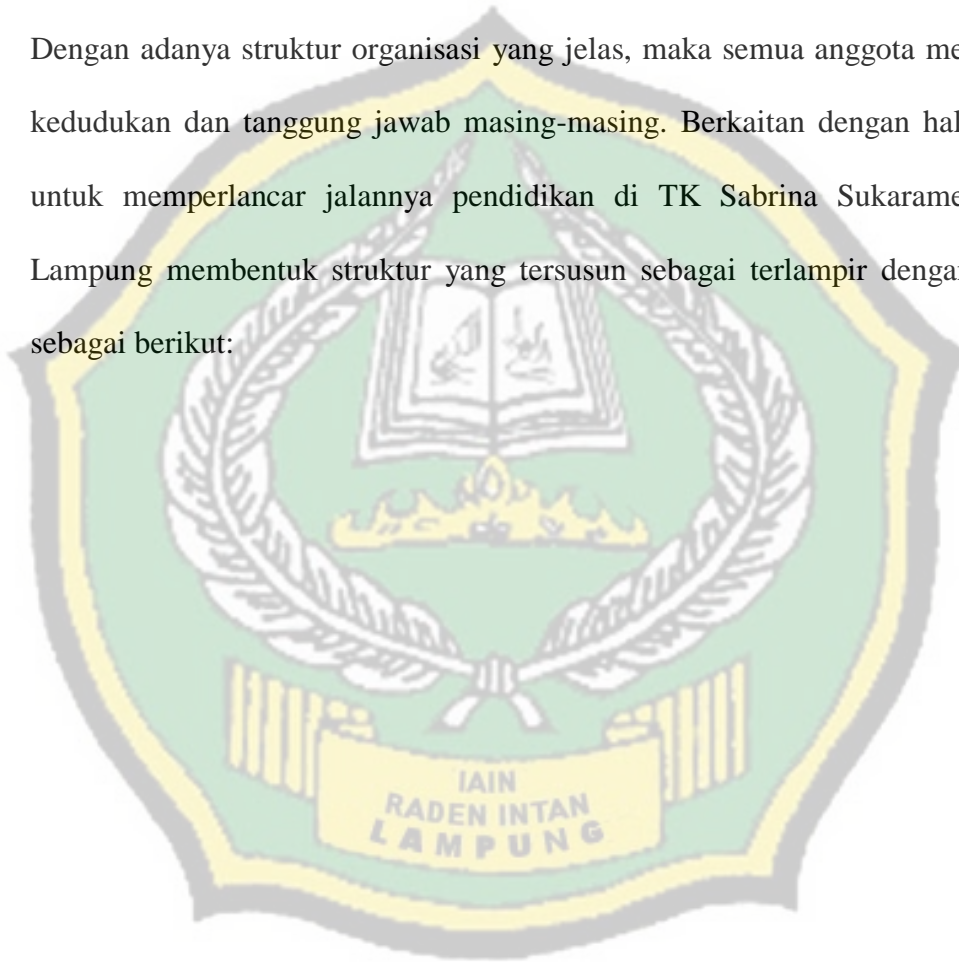 Dengan adanya struktur organisasi yang jelas, maka semua anggota me
kedudukan dan tanggung jawab masing-masing. Berkaitan dengan hal
untuk memperlancar jalannya pendidikan di TK Sabrina Sukarame
Lampung membentuk struktur yang tersusun sebagai terlampir dengan
sebagai berikut:
IAIN
RADEN INTAN
LAMPUNG